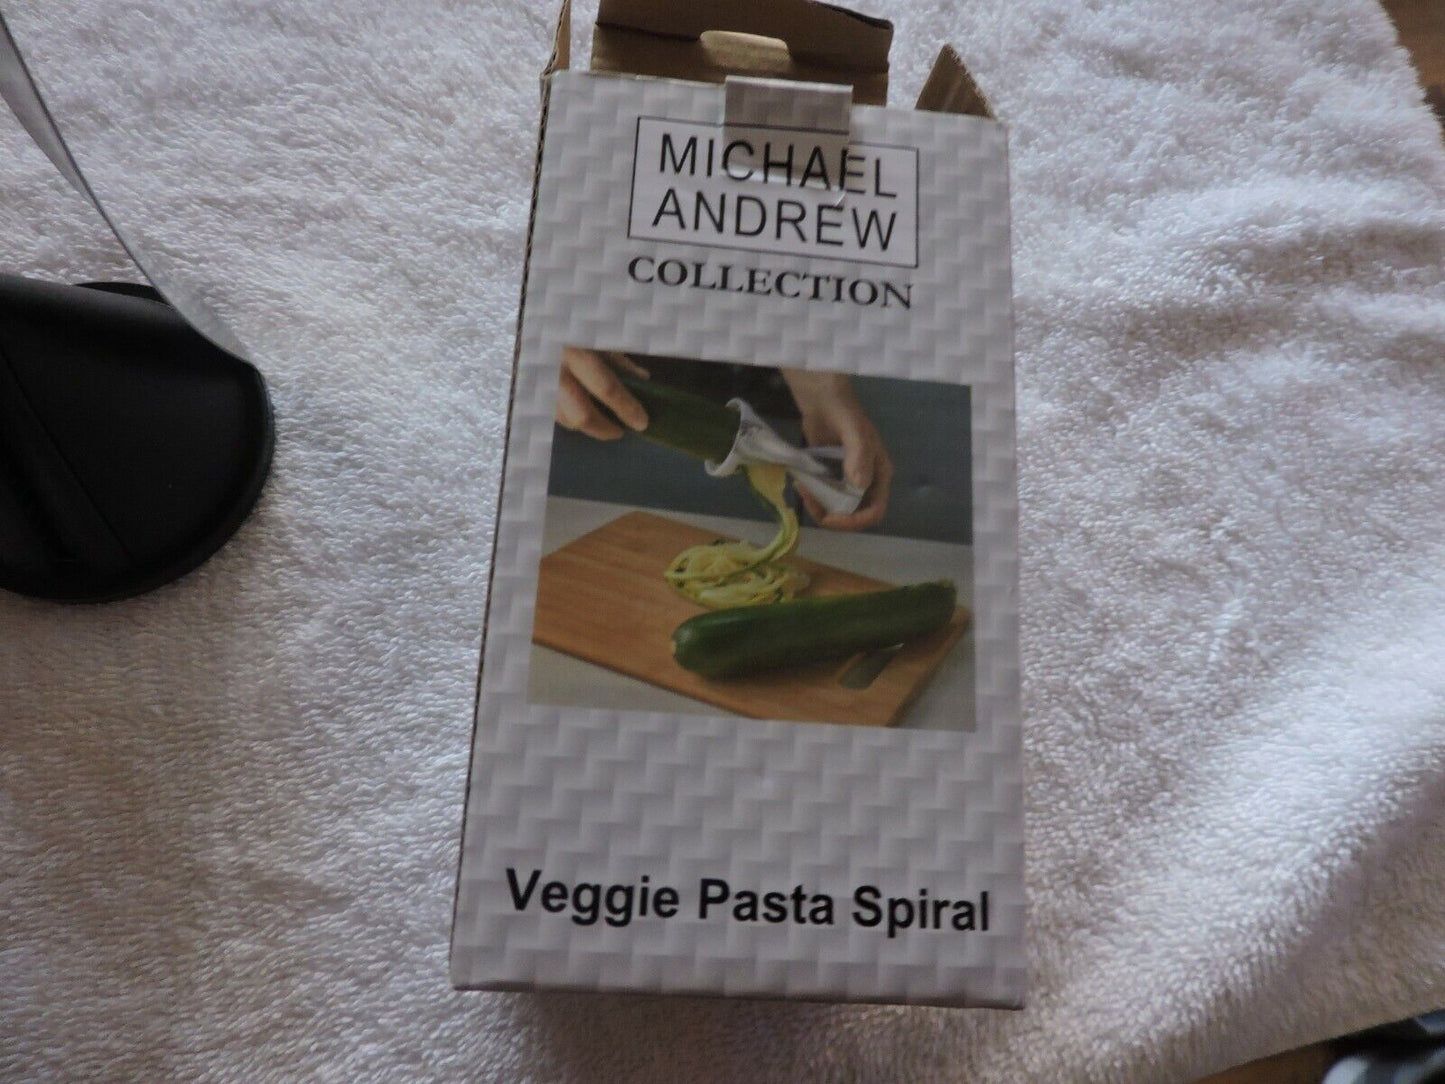 MICHAEL
ANDREW
COLLECTION
Veggie Pasta Spiral